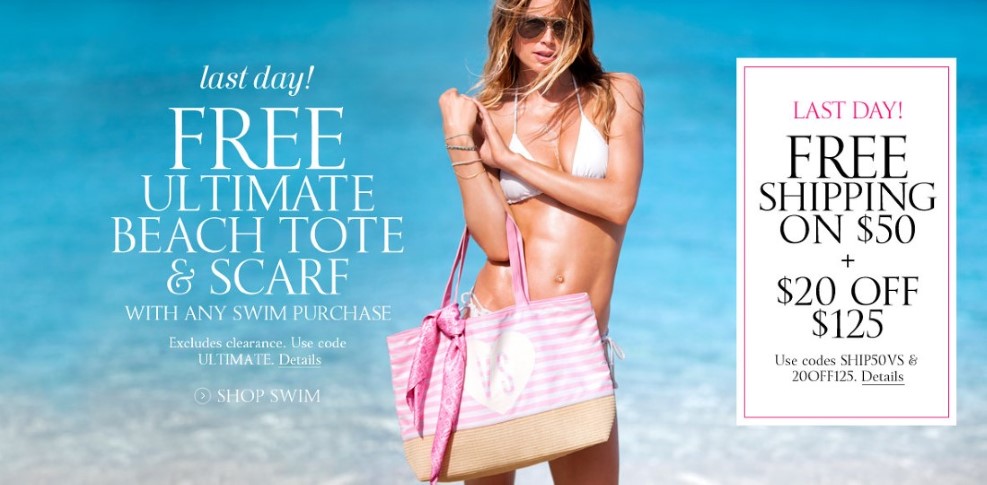 last day!
FREE
ULTIMATE
BEACH TOTE
& SCARF
WITH ANY SWIM PURCHASE
Excludes clearance. Use code
ULTIMATE. Details
SHOP SWIM
VS
LAST DAY!
FREE
SHIPPING
ON $50
+
$20 OFF
$125
Use codes SHIP50VS &
20OFF125. Details